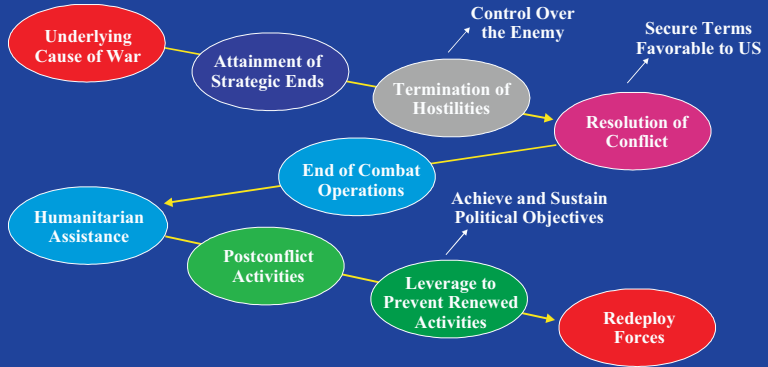 Underlying
Cause of War
Attainment of
Strategic Ends
Control Over
the Enemy
Termination of
Hostilities
Secure Terms
Favorable to US
Resolution of
Conflict
End of Combat
Operations
Humanitarian
Assistance
Postconflict
Activities
Achieve and Sustain
Political Objectives
Leverage to
Prevent Renewed
Activities
Redeploy
Forces